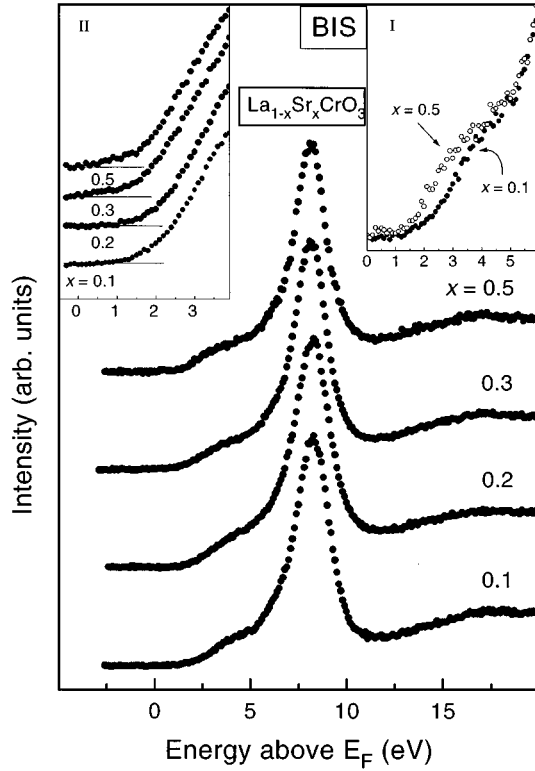 II
BIS
I
La₁₋ₓSrₓCrO₃
x = 0.5
x = 0.1
0.5
0.3
0.2
x = 0.1
0 1 2 3
0 1 2 3 4 5
x = 0.5
0.3
0.2
0.1
Intensity (arb. units)
0 5 10 15
Energy above E_F (eV)